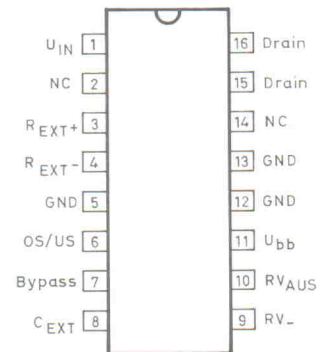 U_IN 1 16 Drain
NC 2 15 Drain
R_EXT+ 3 14 NC
R_EXT- 4 13 GND
GND 5 12 GND
OS/US 6 11 U_bb
Bypass 7 10 RV_AUS
C_EXT 8 9 RV_-